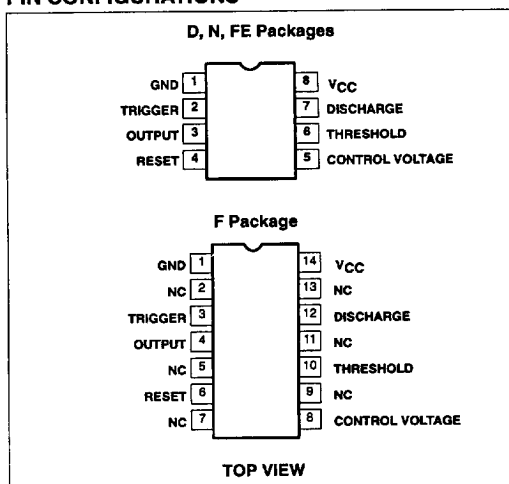 PIN CONFIGURATIONS
D, N, FE Packages
GND 1 8 VCC
TRIGGER 2 7 DISCHARGE
OUTPUT 3 6 THRESHOLD
RESET 4 5 CONTROL VOLTAGE
F Package
GND 1 14 VCC
NC 2 13 NC
TRIGGER 3 12 DISCHARGE
OUTPUT 4 11 NC
NC 5 10 THRESHOLD
RESET 6 9 NC
NC 7 8 CONTROL VOLTAGE
TOP VIEW